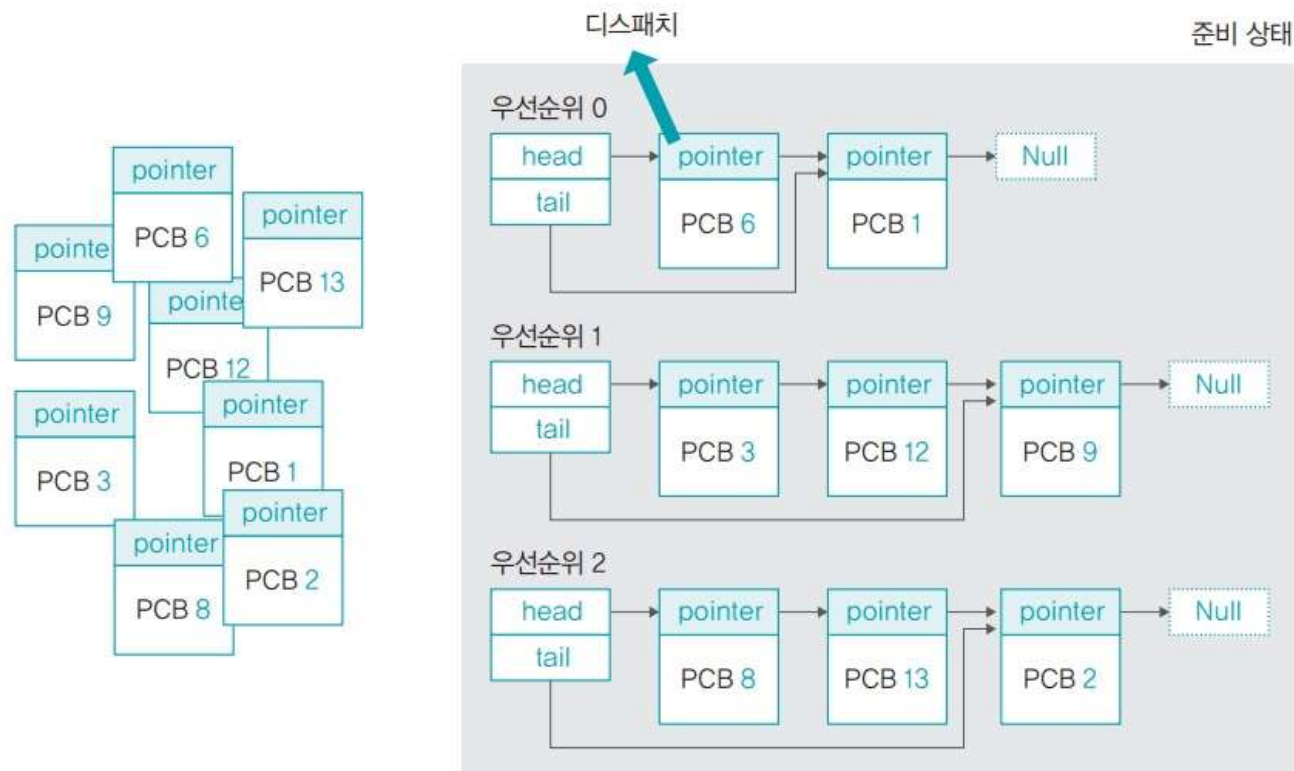 디스패치
준비 상태
pointer
PCB 6
pointer
PCB 13
pointe
PCB 9
pointe
PCB 12
pointer
PCB 3
pointer
PCB 1
pointer
PCB 8
pointer
PCB 2
우선순위 0
head pointer pointer Null
tail
PCB 6 PCB 1
우선순위 1
head pointer pointer pointer Null
tail
PCB 3 PCB 12 PCB 9
우선순위 2
head pointer pointer pointer Null
tail
PCB 8 PCB 13 PCB 2